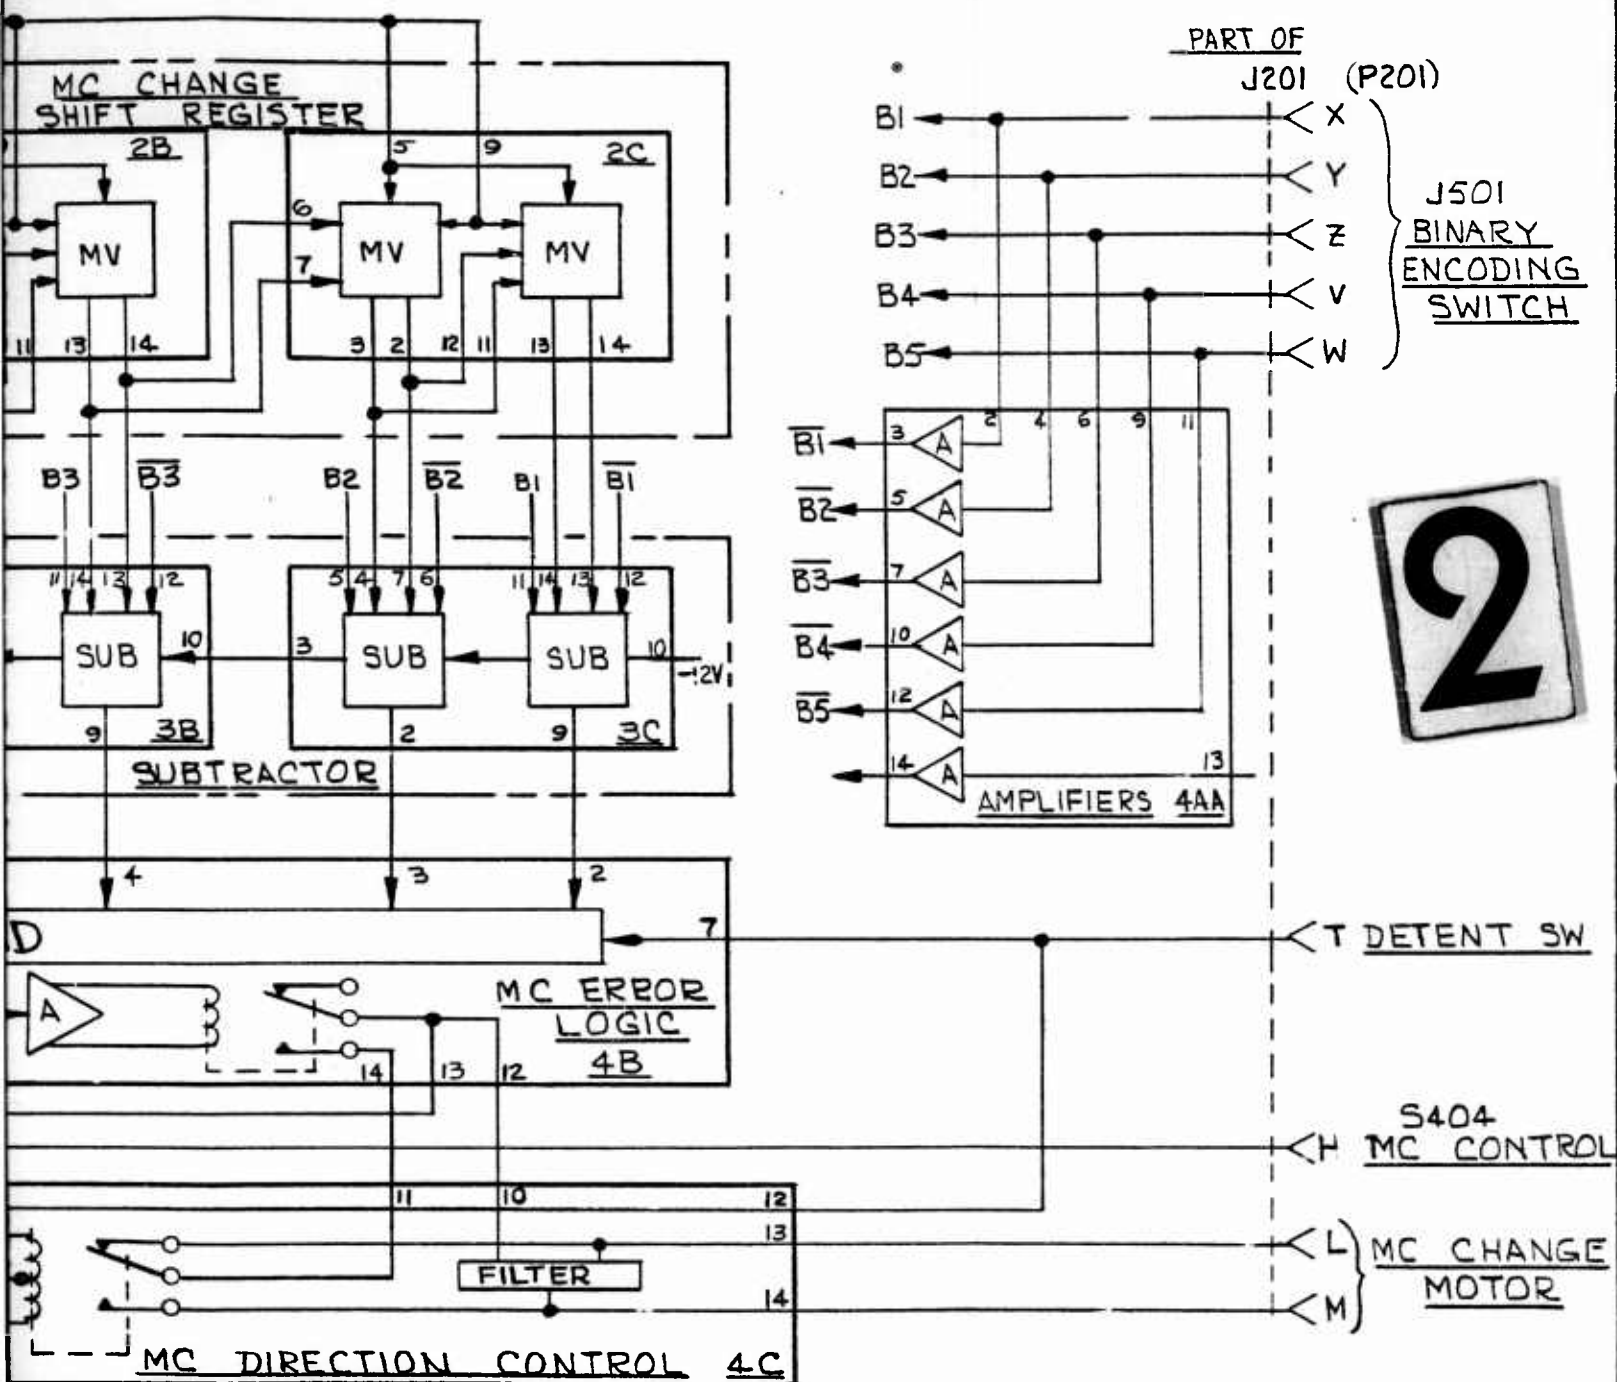 PART OF
J201 (P201)
MC CHANGE
SHIFT REGISTER
2B
5 9 2C
MV
6
7
MV
MV
11 13 14
3 2 12 11 13 14
B1
B2
B3
B4
B5
X
Y
Z
V
W
J501
BINARY
ENCODING
SWITCH
2 4 6 9 11
B̅1̅ 3 A
B̅2̅ 5 A
B̅3̅ 7 A
B̅4̅ 10 A
B̅5̅ 12 A
14 A 13
AMPLIFIERS 4AA
2
B3 B̅3̅ B2 B̅2̅ B1 B̅1̅
11 14 13 12 5 4 7 6 11 14 13 12
SUB 10 3 SUB SUB 10
9 3B 2 9 3C
SUBTRACTOR
4 3 2
D 7
T DETENT SW
A
MC ERROR
LOGIC
4B
14 13 12
S404
H MC CONTROL
11 10 12
13
L
FILTER
14
M
MC CHANGE
MOTOR
MC DIRECTION CONTROL 4C